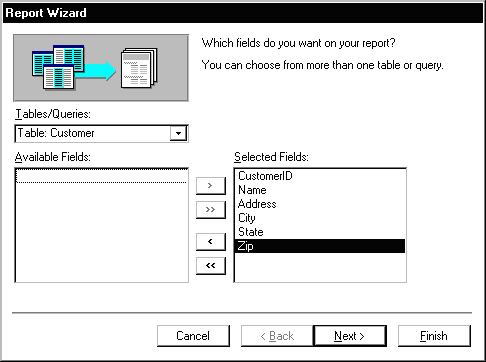 Report Wizard
Which fields do you want on your report?
You can choose from more than one table or query.
Tables/Queries:
Table: Customer
Available Fields:
Selected Fields:
>
>>
<
<<
CustomerID
Name
Address
City
State
Zip
Cancel
< Back
Next >
Finish